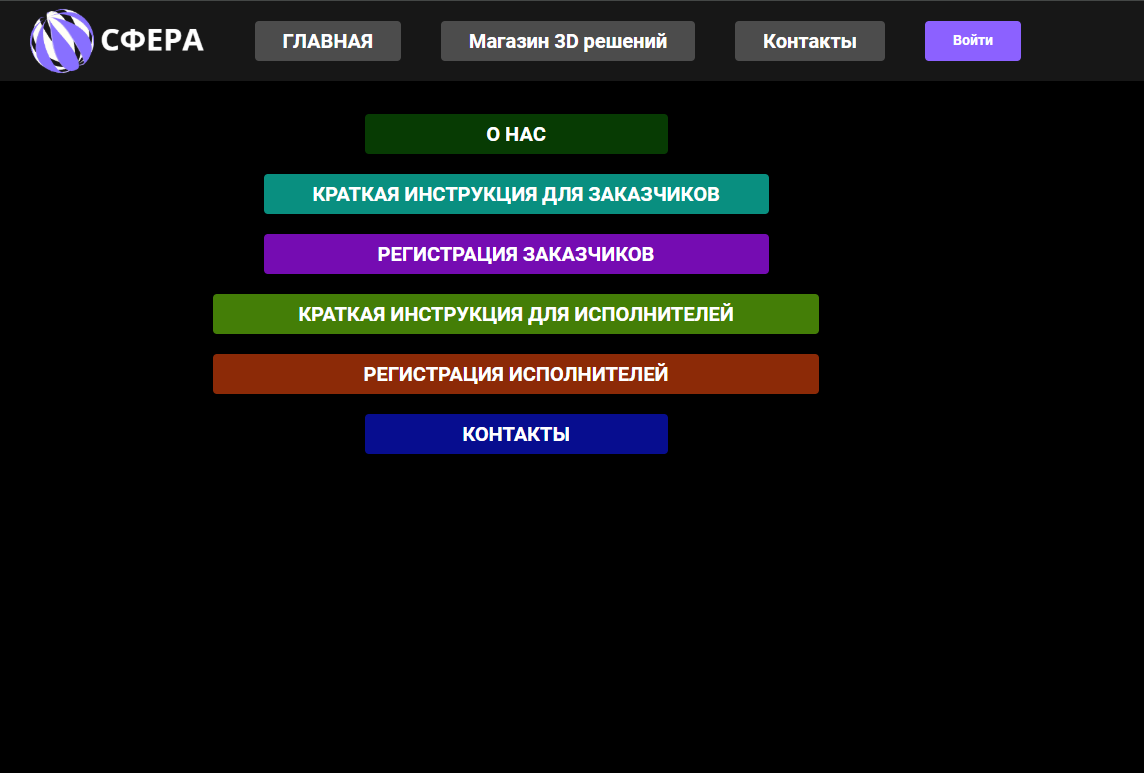 СФЕРА
ГЛАВНАЯ
Магазин 3D решений
Контакты
Войти
О НАС
КРАТКАЯ ИНСТРУКЦИЯ ДЛЯ ЗАКАЗЧИКОВ
РЕГИСТРАЦИЯ ЗАКАЗЧИКОВ
КРАТКАЯ ИНСТРУКЦИЯ ДЛЯ ИСПОЛНИТЕЛЕЙ
РЕГИСТРАЦИЯ ИСПОЛНИТЕЛЕЙ
КОНТАКТЫ